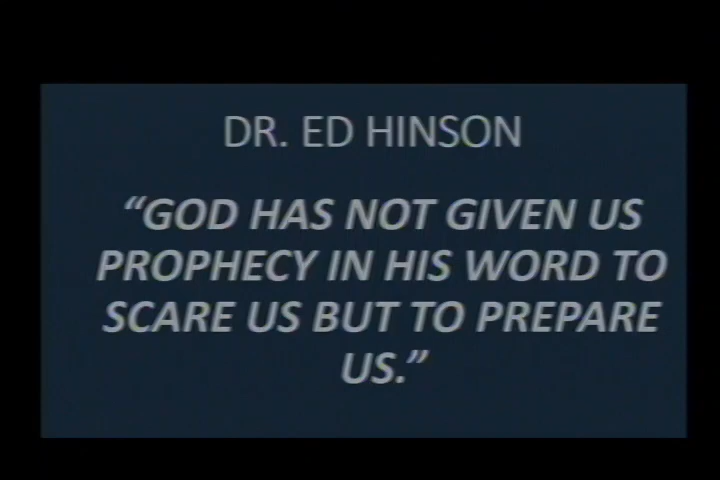 DR. ED HINSON
“GOD HAS NOT GIVEN US
PROPHECY IN HIS WORD TO
SCARE US BUT TO PREPARE
US.”